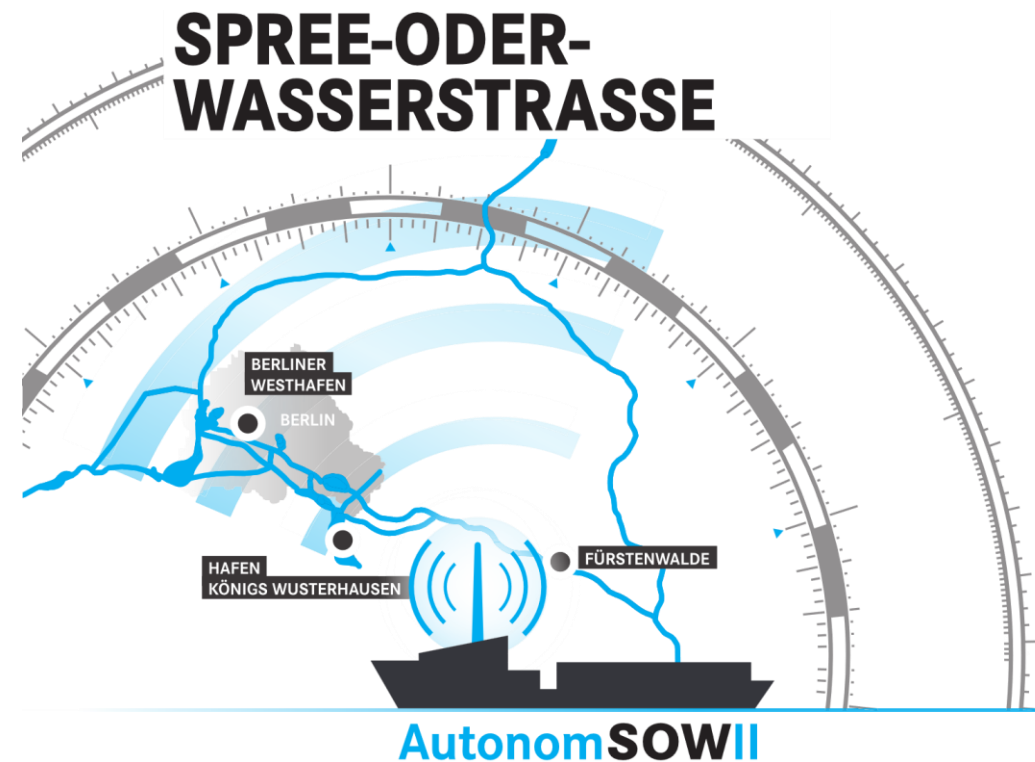 SPREE-ODER-
WASSERSTRASSE
BERLINER
WESTHAFEN
BERLIN
FÜRSTENWALDE
HAFEN
KÖNIGS WUSTERHAUSEN
AutonomSOWII